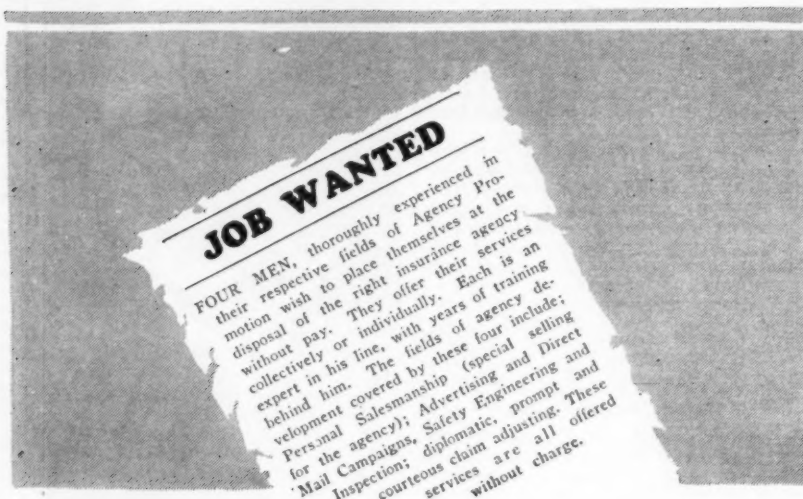 JOB WANTED
FOUR MEN, thoroughly experienced in
their respective fields of Agency Pro-
motion wish to place themselves at the
disposal of the right insurance agency
without pay. They offer their services
collectively or individually. Each is an
expert in his line, with years of training
behind him. The fields of agency de-
velopment covered by these four include;
Personal Salesmanship (special selling
for the agency); Advertising and Direct
Mail Campaigns, Safety Engineering and
Inspection; diplomatic, prompt and
courteous claim adjusting. These
services are all offered
without charge.